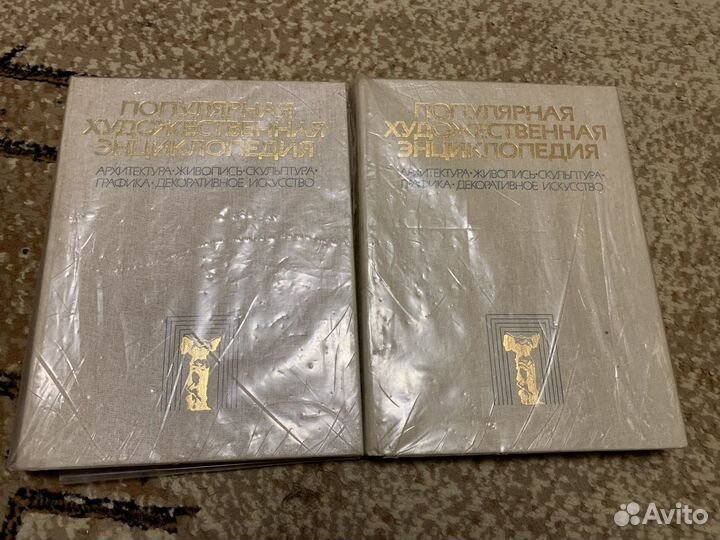 ПОПУЛЯРНАЯ
ХУДОЖЕСТВЕННАЯ
ЭНЦИКЛОПЕДИЯ
АРХИТЕКТУРА·ЖИВОПИСЬ·СКУЛЬПТУРА·
ГРАФИКА·ДЕКОРАТИВНОЕ ИСКУССТВО
ПОПУЛЯРНАЯ
ХУДОЖЕСТВЕННАЯ
ЭНЦИКЛОПЕДИЯ
АРХИТЕКТУРА·ЖИВОПИСЬ·СКУЛЬПТУРА·
ГРАФИКА·ДЕКОРАТИВНОЕ ИСКУССТВО
Avito